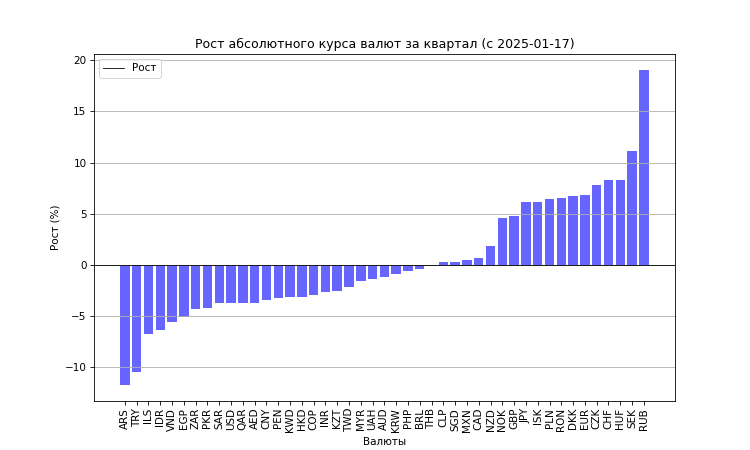 Рост абсолютного курса валют за квартал (с 2025-01-17)
Рост
Рост (%)
20
15
10
5
0
−5
−10
ARS TRY ILS IDR VND EGP ZAR PKR SAR USD QAR AED CNY PEN KWD HKD COP INR KZT TWD MYR UAH AUD KRW PHP BRL THB CLP SGD MXN CAD NZD NOK GBP JPY ISK PLN RON DKK EUR CZK CHF HUF SEK RUB
Валюты